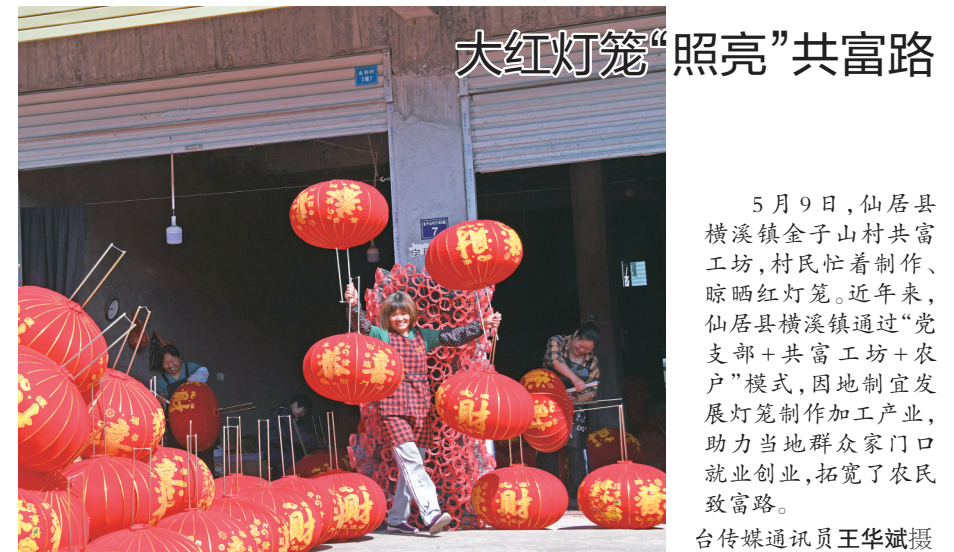 大红灯笼“照亮”共富路
5月9日，仙居县
横溪镇金子山村共富
工坊，村民忙着制作、
晾晒红灯笼。近年来，
仙居县横溪镇通过“党
支部+共富工坊+农
户”模式，因地制宜发
展灯笼制作加工产业，
助力当地群众家门口
就业创业，拓宽了农民
致富路。
台传媒通讯员王华斌摄
7
財
財
財
財